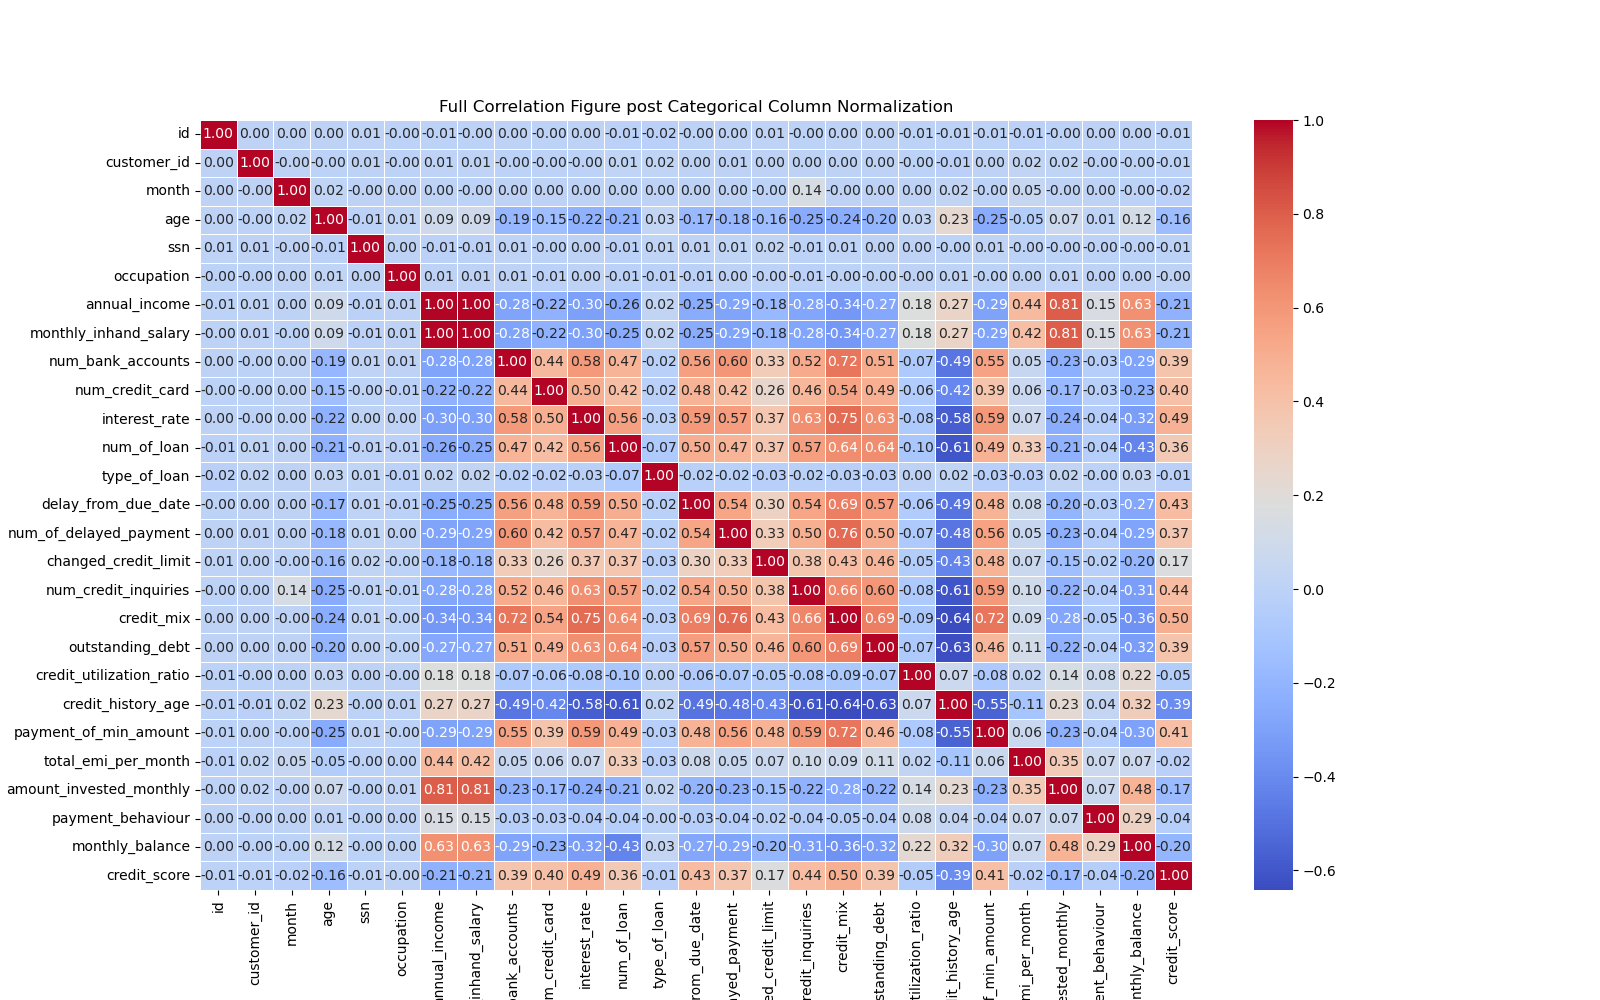 Full Correlation Figure post Categorical Column Normalization
id 1.00 0.00 0.00 0.00 0.01 -0.00 -0.01 -0.00 0.00 -0.00 0.00 -0.01 -0.02 -0.00 0.00 0.01 -0.00 0.00 0.00 -0.01 -0.01 -0.01 -0.01 -0.00 0.00 0.00 -0.01
customer_id 0.00 1.00 -0.00 -0.00 0.01 -0.00 0.01 0.01 -0.00 -0.00 -0.00 0.01 0.02 0.00 0.01 0.00 0.00 0.00 0.00 -0.00 -0.01 0.00 0.02 0.02 -0.00 -0.00 -0.01
month 0.00 -0.00 1.00 0.02 -0.00 0.00 0.00 -0.00 0.00 0.00 0.00 0.00 0.00 0.00 0.00 -0.00 0.14 -0.00 0.00 0.00 0.02 -0.00 0.05 -0.00 0.00 -0.00 -0.02
age 0.00 -0.00 0.02 1.00 -0.01 0.01 0.09 0.09 -0.19 -0.15 -0.22 -0.21 0.03 -0.17 -0.18 -0.16 -0.25 -0.24 -0.20 0.03 0.23 -0.25 -0.05 0.07 0.01 0.12 -0.16
ssn 0.01 0.01 -0.00 -0.01 1.00 0.00 -0.01 -0.01 0.01 -0.00 0.00 -0.01 0.01 0.01 0.01 0.02 -0.01 0.01 0.00 0.00 -0.00 0.01 -0.00 -0.00 -0.00 -0.00 -0.01
occupation -0.00 -0.00 0.00 0.01 0.00 1.00 0.01 0.01 0.01 -0.01 0.00 -0.01 -0.01 -0.01 0.00 -0.00 -0.01 -0.00 -0.00 -0.00 0.01 -0.00 0.00 0.01 0.00 0.00 -0.00
annual_income -0.01 0.01 0.00 0.09 -0.01 0.01 1.00 1.00 -0.28 -0.22 -0.30 -0.26 0.02 -0.25 -0.29 -0.18 -0.28 -0.34 -0.27 0.18 0.27 -0.29 0.44 0.81 0.15 0.63 -0.21
monthly_inhand_salary -0.00 0.01 -0.00 0.09 -0.01 0.01 1.00 1.00 -0.28 -0.22 -0.30 -0.25 0.02 -0.25 -0.29 -0.18 -0.28 -0.34 -0.27 0.18 0.27 -0.29 0.42 0.81 0.15 0.63 -0.21
num_bank_accounts 0.00 -0.00 0.00 -0.19 0.01 0.01 -0.28 -0.28 1.00 0.44 0.58 0.47 -0.02 0.56 0.60 0.33 0.52 0.72 0.51 -0.07 -0.49 0.55 0.05 -0.23 -0.03 -0.29 0.39
num_credit_card -0.00 -0.00 0.00 -0.15 -0.00 -0.01 -0.22 -0.22 0.44 1.00 0.50 0.42 -0.02 0.48 0.42 0.26 0.46 0.54 0.49 -0.06 -0.42 0.39 0.06 -0.17 -0.03 -0.23 0.40
interest_rate 0.00 -0.00 0.00 -0.22 0.00 0.00 -0.30 -0.30 0.58 0.50 1.00 0.56 -0.03 0.59 0.57 0.37 0.63 0.75 0.63 -0.08 -0.58 0.59 0.07 -0.24 -0.04 -0.32 0.49
num_of_loan -0.01 0.01 0.00 -0.21 -0.01 -0.01 -0.26 -0.25 0.47 0.42 0.56 1.00 -0.07 0.50 0.47 0.37 0.57 0.64 0.64 -0.10 -0.61 0.49 0.33 -0.21 -0.04 -0.43 0.36
type_of_loan -0.02 0.02 0.00 0.03 0.01 -0.01 0.02 0.02 -0.02 -0.02 -0.03 -0.07 1.00 -0.02 -0.02 -0.03 -0.02 -0.03 -0.03 0.00 0.02 -0.03 -0.03 0.02 -0.00 0.03 -0.01
delay_from_due_date -0.00 0.00 0.00 -0.17 0.01 -0.01 -0.25 -0.25 0.56 0.48 0.59 0.50 -0.02 1.00 0.54 0.30 0.54 0.69 0.57 -0.06 -0.49 0.48 0.08 -0.20 -0.03 -0.27 0.43
num_of_delayed_payment 0.00 0.01 0.00 -0.18 0.01 0.00 -0.29 -0.29 0.60 0.42 0.57 0.47 -0.02 0.54 1.00 0.33 0.50 0.76 0.50 -0.07 -0.48 0.56 0.05 -0.23 -0.04 -0.29 0.37
changed_credit_limit 0.01 0.00 -0.00 -0.16 0.02 -0.00 -0.18 -0.18 0.33 0.26 0.37 0.37 -0.03 0.30 0.33 1.00 0.38 0.43 0.46 -0.05 -0.43 0.48 0.07 -0.15 -0.02 -0.20 0.17
num_credit_inquiries -0.00 0.00 0.14 -0.25 -0.01 -0.01 -0.28 -0.28 0.52 0.46 0.63 0.57 -0.02 0.54 0.50 0.38 1.00 0.66 0.60 -0.08 -0.61 0.59 0.10 -0.22 -0.04 -0.31 0.44
credit_mix 0.00 0.00 -0.00 -0.24 0.01 -0.00 -0.34 -0.34 0.72 0.54 0.75 0.64 -0.03 0.69 0.76 0.43 0.66 1.00 0.69 -0.09 -0.64 0.72 0.09 -0.28 -0.05 -0.36 0.50
outstanding_debt 0.00 0.00 0.00 -0.20 0.00 -0.00 -0.27 -0.27 0.51 0.49 0.63 0.64 -0.03 0.57 0.50 0.46 0.60 0.69 1.00 -0.07 -0.63 0.46 0.11 -0.22 -0.04 -0.32 0.39
credit_utilization_ratio -0.01 -0.00 0.00 0.03 0.00 -0.00 0.18 0.18 -0.07 -0.06 -0.08 -0.10 0.00 -0.06 -0.07 -0.05 -0.08 -0.09 -0.07 1.00 0.07 -0.08 0.02 0.14 0.08 0.22 -0.05
credit_history_age -0.01 -0.01 0.02 0.23 -0.00 0.01 0.27 0.27 -0.49 -0.42 -0.58 -0.61 0.02 -0.49 -0.48 -0.43 -0.61 -0.64 -0.63 0.07 1.00 -0.55 -0.11 0.23 0.04 0.32 -0.39
payment_of_min_amount -0.01 0.00 -0.00 -0.25 0.01 -0.00 -0.29 -0.29 0.55 0.39 0.59 0.49 -0.03 0.48 0.56 0.48 0.59 0.72 0.46 -0.08 -0.55 1.00 0.06 -0.23 -0.04 -0.30 0.41
total_emi_per_month -0.01 0.02 0.05 -0.05 -0.00 0.00 0.44 0.42 0.05 0.06 0.07 0.33 -0.03 0.08 0.05 0.07 0.10 0.09 0.11 0.02 -0.11 0.06 1.00 0.35 0.07 0.07 -0.02
amount_invested_monthly -0.00 0.02 -0.00 0.07 -0.00 0.01 0.81 0.81 -0.23 -0.17 -0.24 -0.21 0.02 -0.20 -0.23 -0.15 -0.22 -0.28 -0.22 0.14 0.23 -0.23 0.35 1.00 0.07 0.48 -0.17
payment_behaviour 0.00 -0.00 0.00 0.01 -0.00 0.00 0.15 0.15 -0.03 -0.03 -0.04 -0.04 -0.00 -0.03 -0.04 -0.02 -0.04 -0.05 -0.04 0.08 0.04 -0.04 0.07 0.07 1.00 0.29 -0.04
monthly_balance 0.00 -0.00 -0.00 0.12 -0.00 0.00 0.63 0.63 -0.29 -0.23 -0.32 -0.43 0.03 -0.27 -0.29 -0.20 -0.31 -0.36 -0.32 0.22 0.32 -0.30 0.07 0.48 0.29 1.00 -0.20
credit_score -0.01 -0.01 -0.02 -0.16 -0.01 -0.00 -0.21 -0.21 0.39 0.40 0.49 0.36 -0.01 0.43 0.37 0.17 0.44 0.50 0.39 -0.05 -0.39 0.41 -0.02 -0.17 -0.04 -0.20 1.00
id
customer_id
month
age
ssn
occupation
annual_income
inhand_salary
bank_accounts
m_credit_card
interest_rate
num_of_loan
type_of_loan
rom_due_date
ayed_payment
ed_credit_limit
redit_inquiries
credit_mix
standing_debt
tilization_ratio
dit_history_age
f_min_amount
mi_per_month
ested_monthly
ent_behaviour
nthly_balance
credit_score
1.0
0.8
0.6
0.4
0.2
0.0
−0.2
−0.4
−0.6